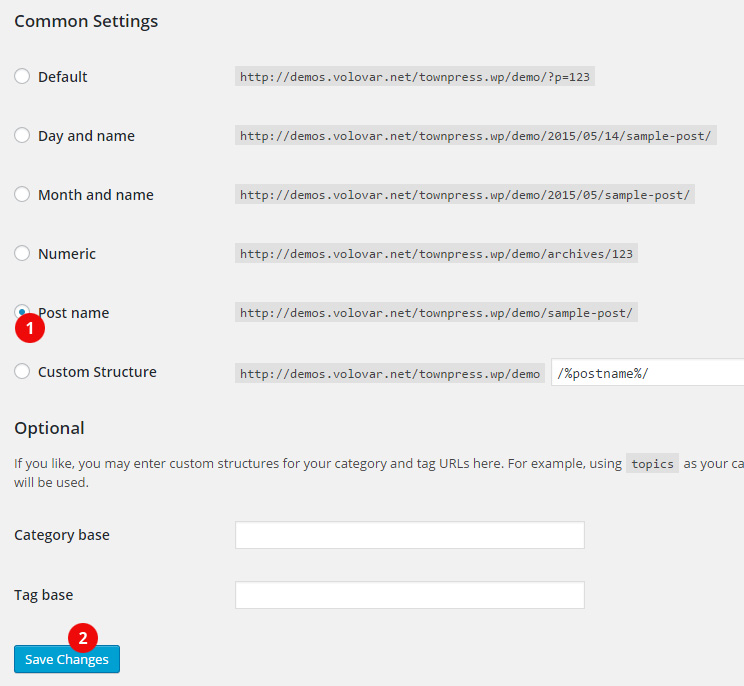 Common Settings
Default http://demos.volovar.net/townpress.wp/demo/?p=123
Day and name http://demos.volovar.net/townpress.wp/demo/2015/05/14/sample-post/
Month and name http://demos.volovar.net/townpress.wp/demo/2015/05/sample-post/
Numeric http://demos.volovar.net/townpress.wp/demo/archives/123
Post name http://demos.volovar.net/townpress.wp/demo/sample-post/
1
Custom Structure http://demos.volovar.net/townpress.wp/demo /%postname%/
Optional
If you like, you may enter custom structures for your category and tag URLs here. For example, using topics as your ca
will be used.
Category base
Tag base
2
Save Changes